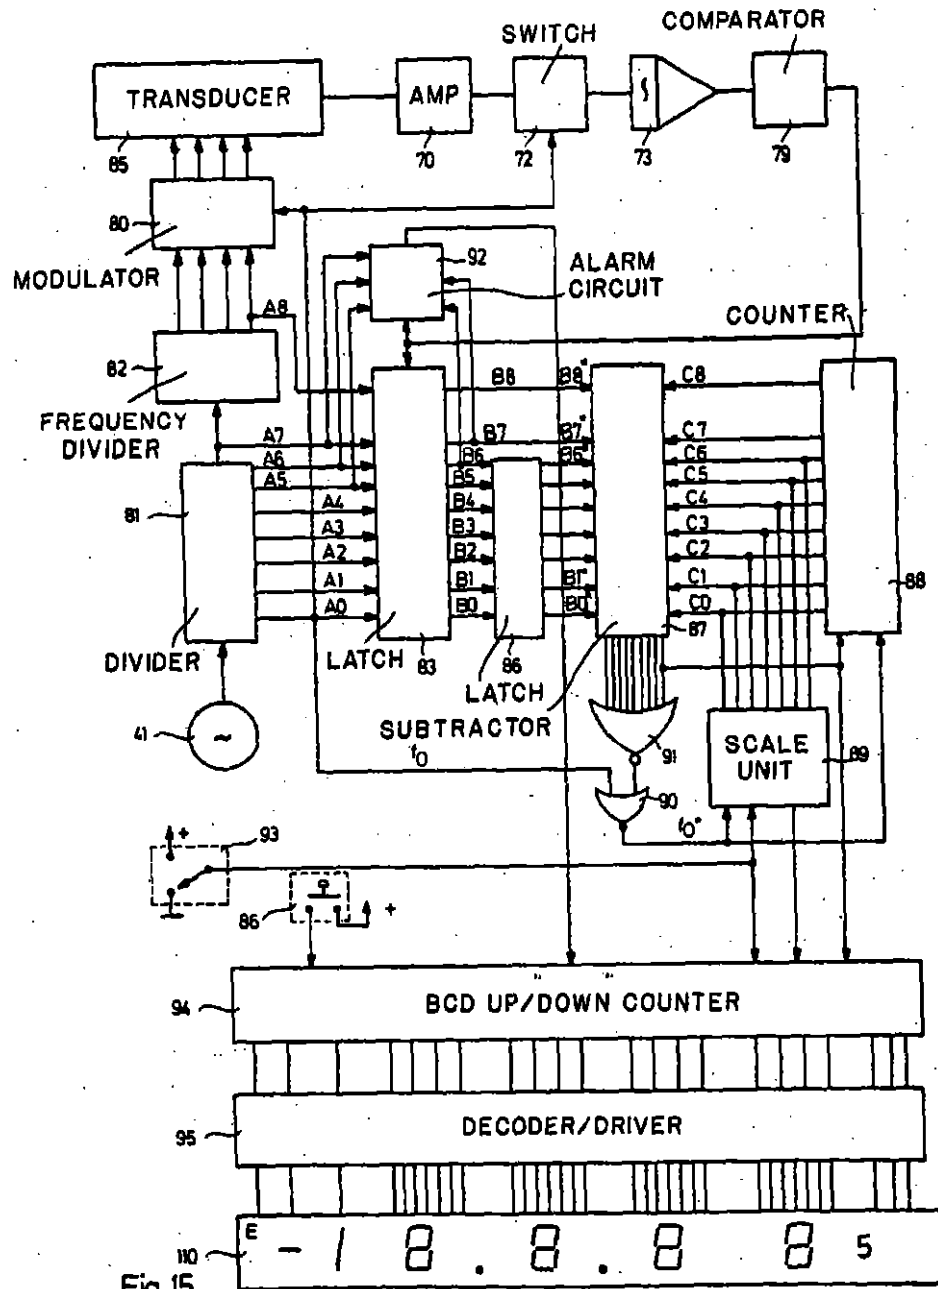 COMPARATOR
SWITCH
TRANSDUCER
AMP
∫
85
70
72
73
79
80
MODULATOR
92
ALARM
CIRCUIT
COUNTER
A8
82
FREQUENCY
DIVIDER
B8
B8*
C8
A7
B7
B7*
C7
A6
B6
B6*
C6
A5
B5
C5
81
A4
B4
C4
A3
B3
C3
A2
B2
C2
A1
B1
B1*
C1
88
A0
B0
B0*
C0
DIVIDER
LATCH
83
86
87
LATCH
SUBTRACTOR
41
~
f0
91
SCALE
UNIT
89
90
f0*
93
+
86
+
94
BCD UP/"DOWN" COUNTER
95
DECODER/DRIVER
110
E
-1 8.8.8 8 5
Fig. 15